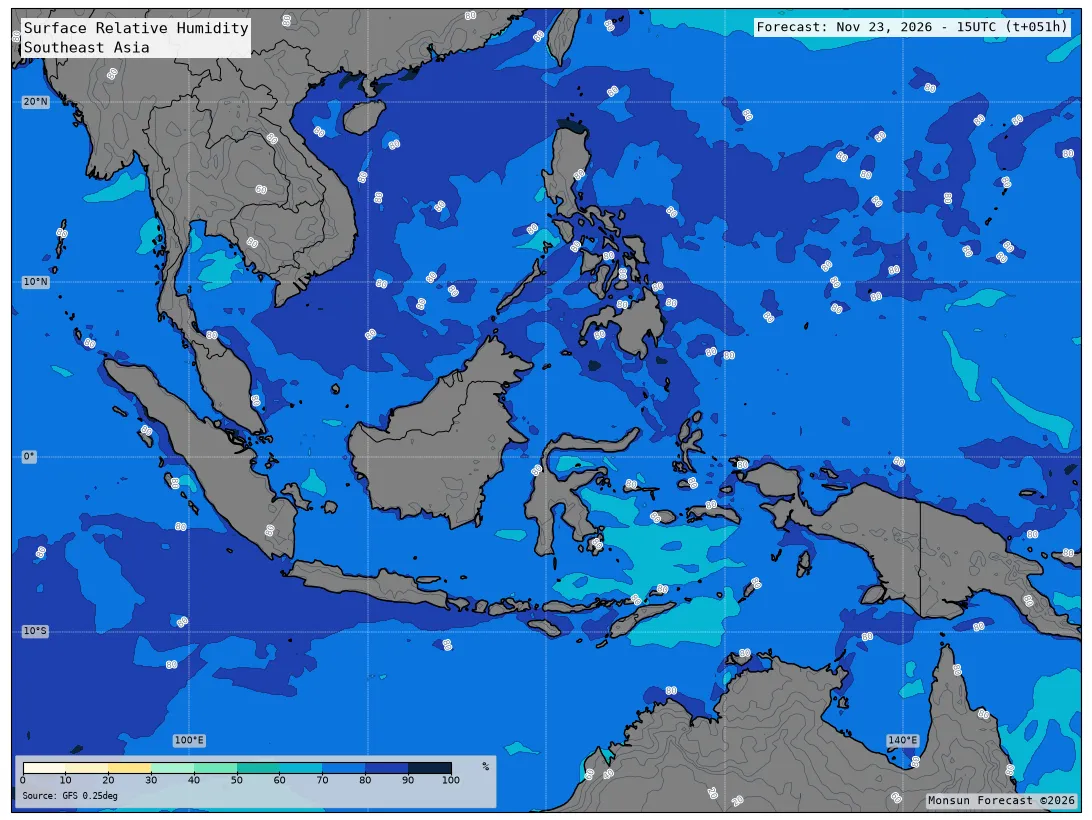 Surface Relative Humidity
Southeast Asia
Forecast: Nov 23, 2026 - 15UTC (t+051h)
20°N
10°N
0°
10°S
100°E
140°E
0 10 20 30 40 50 60 70 80 90 100
%
Source: GFS 0.25deg
Monsun Forecast ©2026